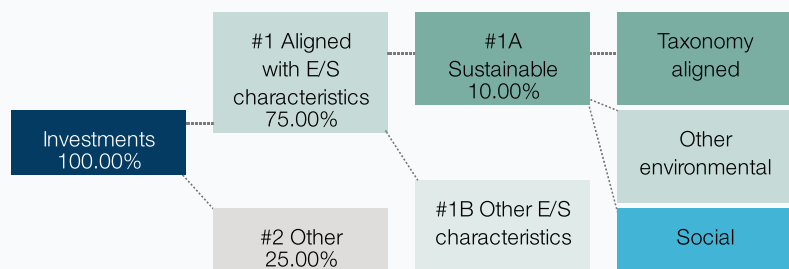 Investments
100.00%
#1 Aligned
with E/S
characteristics
75.00%
#2 Other
25.00%
#1A
Sustainable
10.00%
#1B Other E/S
characteristics
Taxonomy
aligned
Other
environmental
Social